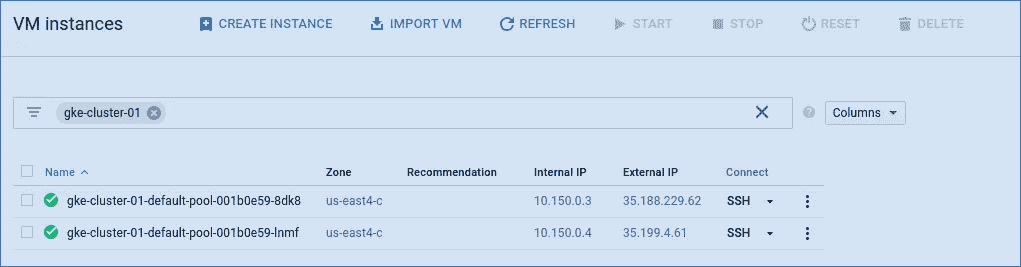 VM instances CREATE INSTANCE IMPORT VM REFRESH START STOP RESET DELETE
gke-cluster-01 Columns
Name Zone Recommendation Internal IP External IP Connect
gke-cluster-01-default-pool-001b0e59-8dk8 us-east4-c 10.150.0.3 35.188.229.62 SSH
gke-cluster-01-default-pool-001b0e59-lnmf us-east4-c 10.150.0.4 35.199.4.61 SSH